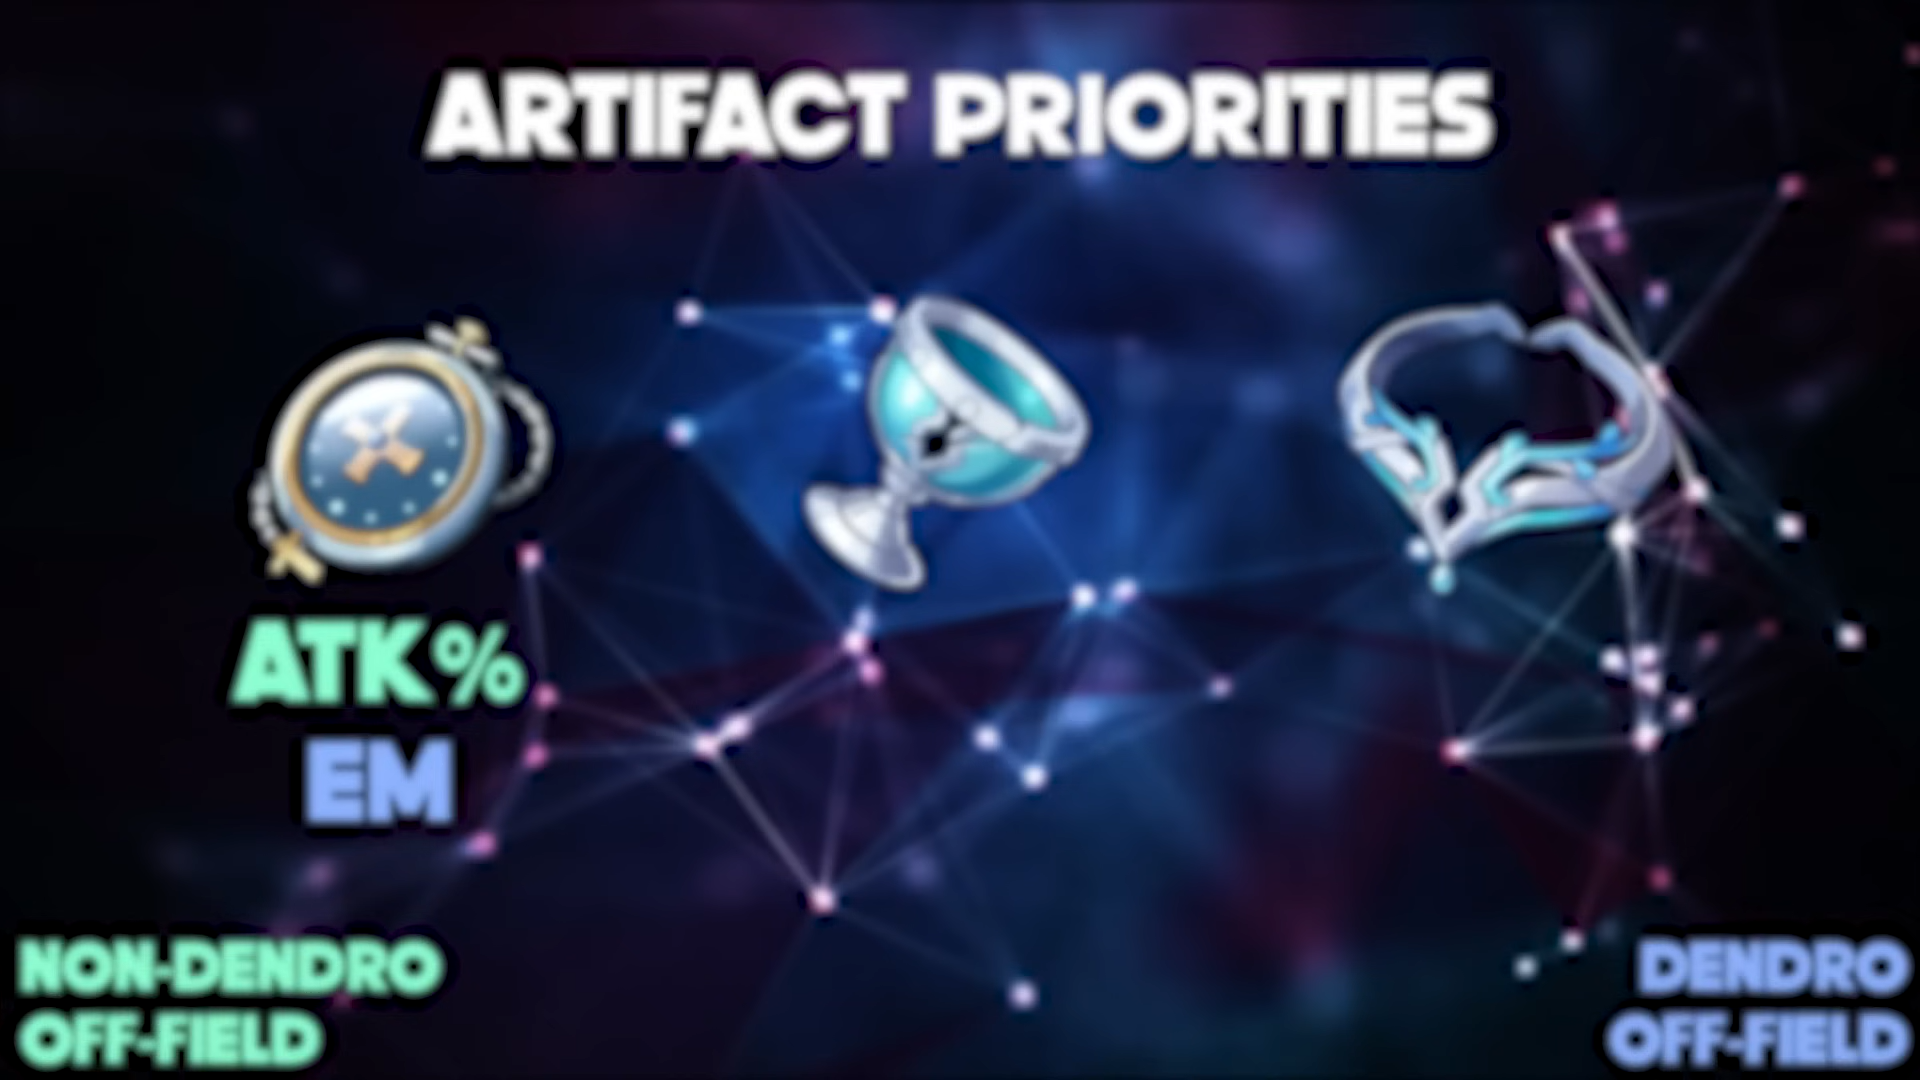 ARTIFACT PRIORITIES
ATK%
EM
NON-DENDRO
OFF-FIELD
DENDRO
OFF-FIELD